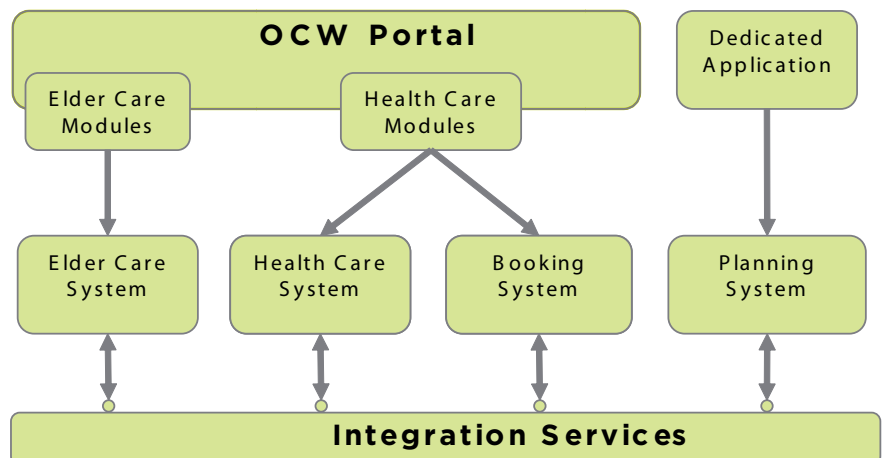 OCW Portal
Dedicated
Application
Elder Care
Modules
Health Care
Modules
Elder Care
System
Health Care
System
Booking
System
Planning
System
Integration Services